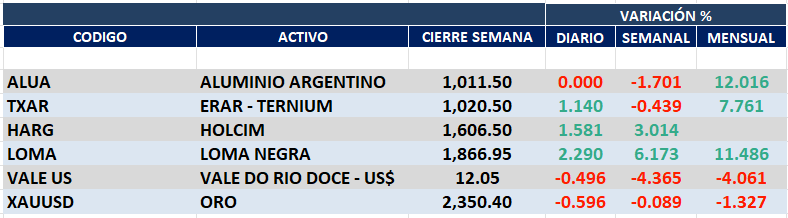 VARIACIÓN %
CODIGO ACTIVO CIERRE SEMANA DIARIO SEMANAL MENSUAL
ALUA ALUMINIO ARGENTINO 1,011.50 0.000 -1.701 12.016
TXAR ERAR - TERNIUM 1,020.50 1.140 -0.439 7.761
HARG HOLCIM 1,606.50 1.581 3.014
LOMA LOMA NEGRA 1,866.95 2.290 6.173 11.486
VALE US VALE DO RIO DOCE - US$ 12.05 -0.496 -4.365 -4.061
XAUUSD ORO 2,350.40 -0.596 -0.089 -1.327